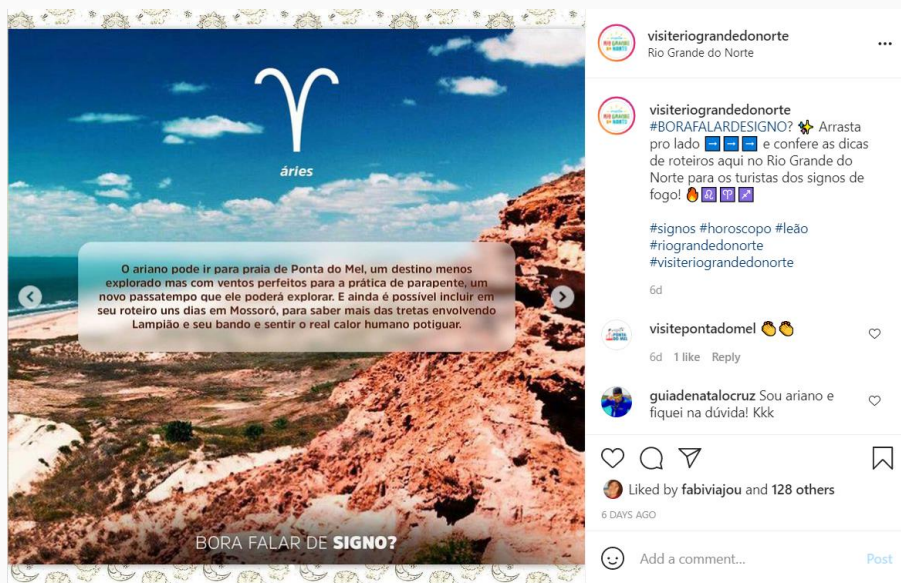 áries
O ariano pode ir para praia de Ponta do Mel, um destino menos
explorado mas com ventos perfeitos para a prática de parapente, um
novo passatempo que ele poderá explorar. E ainda é possível incluir em
seu roteiro uns dias em Mossoró, para saber mais das tretas envolvendo
Lampião e seu bando e sentir o real calor humano potiguar.
BORA FALAR DE SIGNO?
visiteriograndedonorte
Rio Grande do Norte
visiteriograndedonorte
#BORAFALARDESIGNO? ✨ Arrasta
pro lado ➡️➡️➡️ e confere as dicas
de roteiros aqui no Rio Grande do
Norte para os turistas dos signos de
fogo! 🔥♌♈♐
#signos #horoscopo #leão
#riograndedonorte
#visiteriograndedonorte
6d
visitepontadomel 👏👏
6d 1 like Reply
guiadenatalocruz Sou ariano e
fiquei na dúvida! Kkk
Liked by fabiviajou and 128 others
6 DAYS AGO
Add a comment... Post